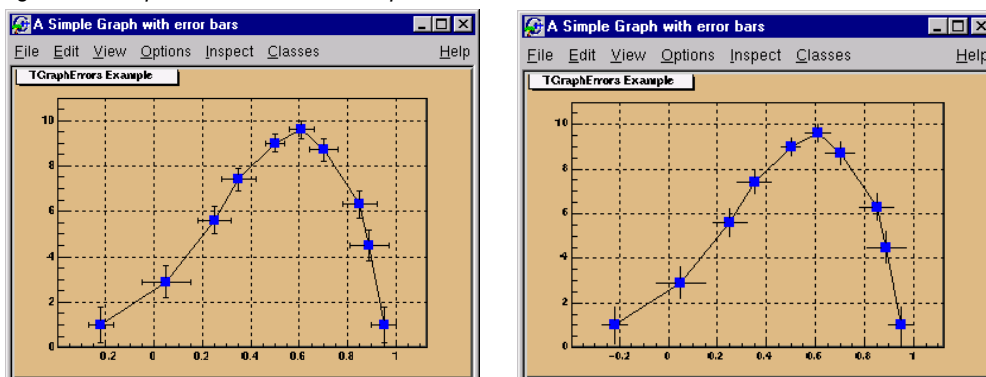 A Simple Graph with error bars
File Edit View Options Inspect Classes Help
TGraphErrors Example
10
8
6
4
2
0
0.2 0 0.2 0.4 0.6 0.8 1
A Simple Graph with error bars
File Edit View Options Inspect Classes Help
TGraphErrors Example
10
8
6
4
2
0
-0.2 0 0.2 0.4 0.6 0.8 1